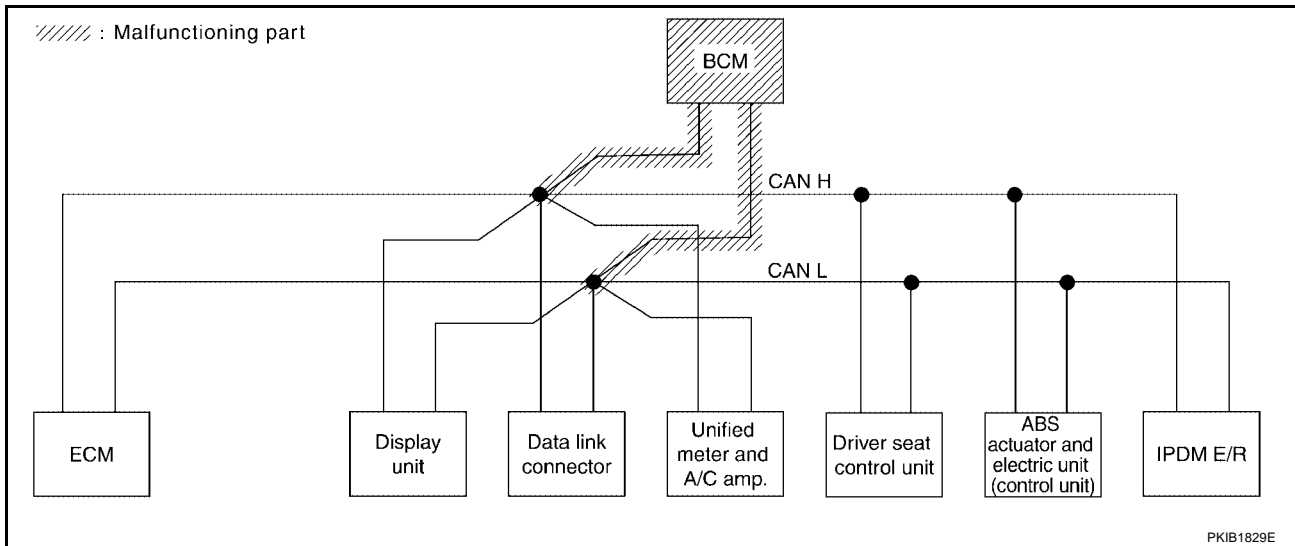 : Malfunctioning part
BCM
CAN H
CAN L
ECM
Display
unit
Data link
connector
Unified
meter and
A/C amp.
Driver seat
control unit
ABS
actuator and
electric unit
(control unit)
IPDM E/R
PKIB1829E